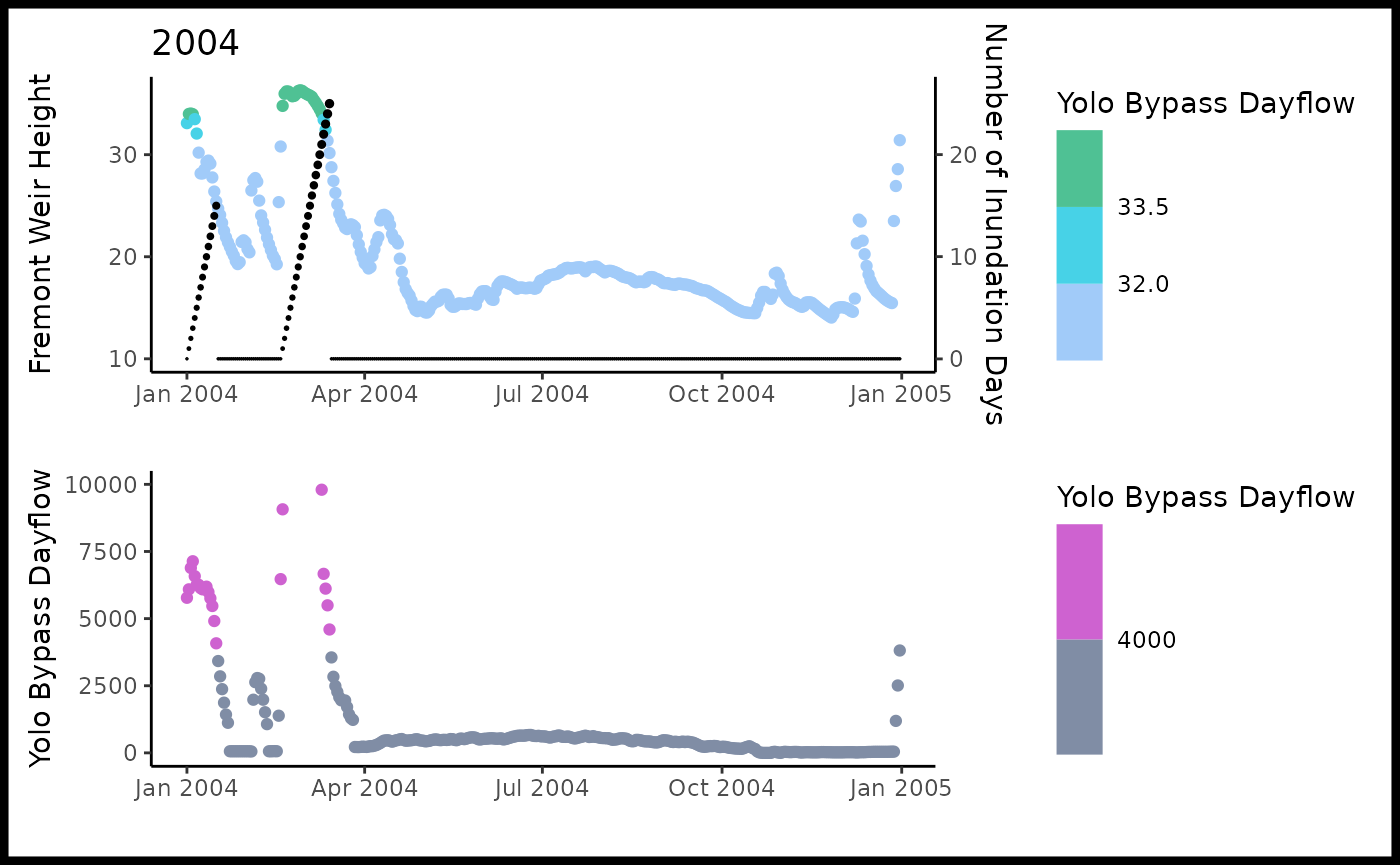 2004
Fremont Weir Height
30
20
10
20
10
0
Number of Inundation Days
Jan 2004 Apr 2004 Jul 2004 Oct 2004 Jan 2005
Yolo Bypass Dayflow
33.5
32.0
Yolo Bypass Dayflow
10000
7500
5000
2500
0
Jan 2004 Apr 2004 Jul 2004 Oct 2004 Jan 2005
Yolo Bypass Dayflow
4000